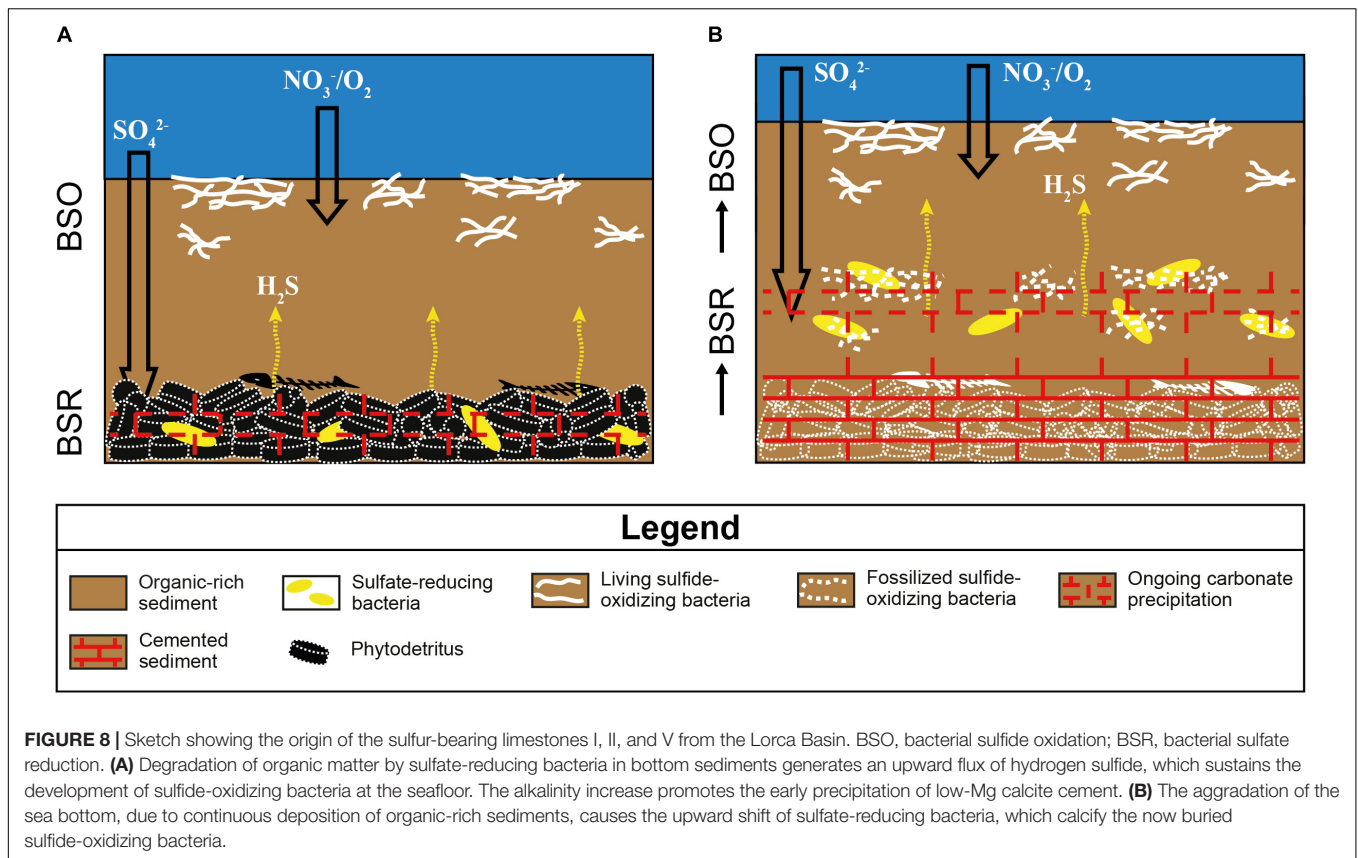 A
NO₃⁻/O₂
SO₄²⁻
BSO
H₂S
BSR
B
SO₄²⁻
NO₃⁻/O₂
BSO
H₂S
BSR
Legend
Organic-rich sediment
Sulfate-reducing bacteria
Living sulfide-oxidizing bacteria
Fossilized sulfide-oxidizing bacteria
Ongoing carbonate precipitation
Cemented sediment
Phytodetritus
FIGURE 8 | Sketch showing the origin of the sulfur-bearing limestones I, II, and V from the Lorca Basin. BSO, bacterial sulfide oxidation; BSR, bacterial sulfate
reduction. (A) Degradation of organic matter by sulfate-reducing bacteria in bottom sediments generates an upward flux of hydrogen sulfide, which sustains the
development of sulfide-oxidizing bacteria at the seafloor. The alkalinity increase promotes the early precipitation of low-Mg calcite cement. (B) The aggradation of the
sea bottom, due to continuous deposition of organic-rich sediments, causes the upward shift of sulfate-reducing bacteria, which calcify the now buried
sulfide-oxidizing bacteria.